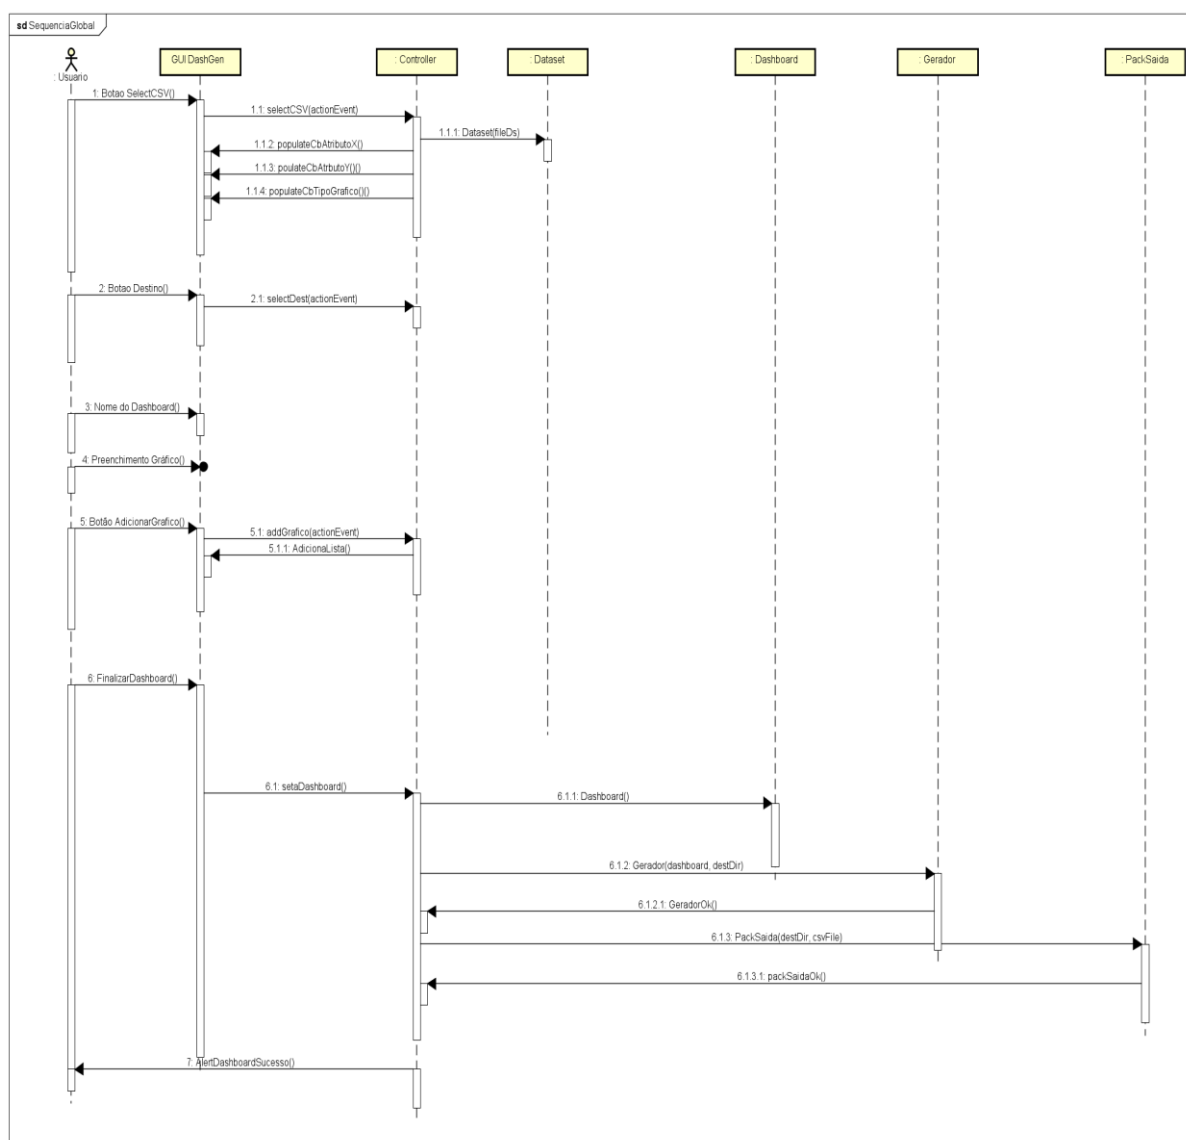 sd SequenciaGlobal
: Usuario
GUI DashGen
: Controller
: Dataset
: Dashboard
: Gerador
: PackSaida
1: Botao SelectCSV()
1.1: selectCSV(actionEvent)
1.1.1: Dataset(fileDs)
1.1.2: populateCbAtributoX()
1.1.3: poulateCbAtrbutoY()()
1.1.4: populateCbTipoGrafico()()
2: Botao Destino()
2.1: selectDest(actionEvent)
3: Nome do Dashboard()
4: Preenchimento Gráfico()
5: Botão AdicionarGrafico()
5.1: addGrafico(actionEvent)
5.1.1: AdicionaLista()
6: FinalizarDashboard()
6.1: setaDashboard()
6.1.1: Dashboard()
6.1.2: Gerador(dashboard, destDir)
6.1.2.1: GeradorOk()
6.1.3: PackSaida(destDir, csvFile)
6.1.3.1: packSaidaOk()
7: AlertDashboardSucesso()